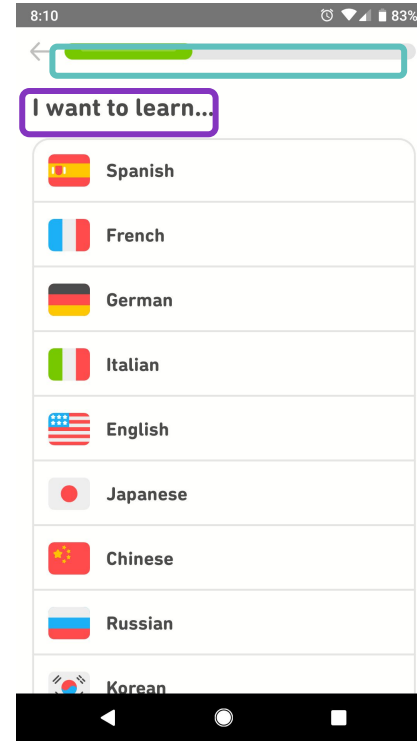 8:10 83%
I want to learn...
Spanish
French
German
Italian
English
Japanese
Chinese
Russian
Korean